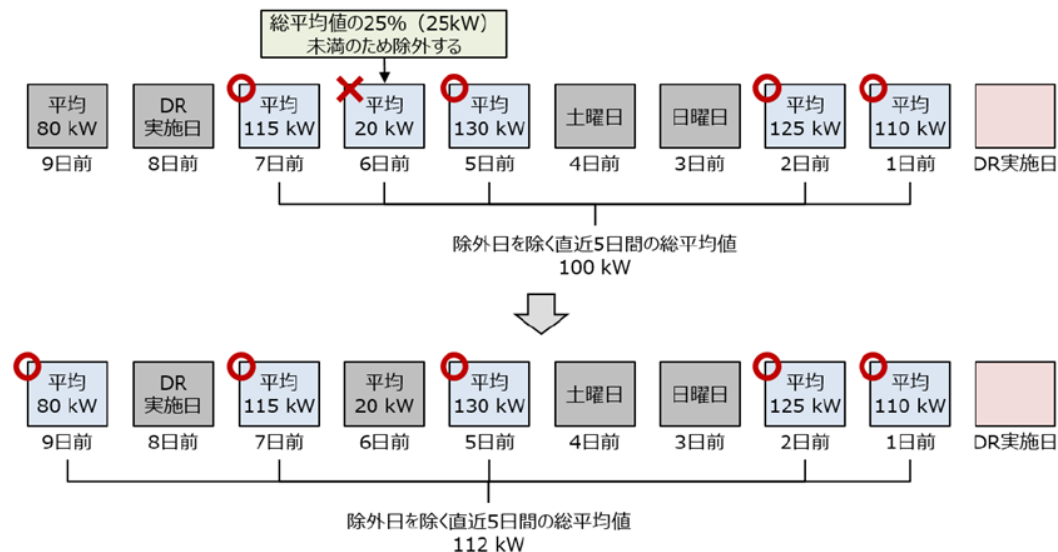 総平均値の25%（25kW）
未満のため除外する
平均
80 kW
DR
実施日
平均
115 kW
平均
20 kW
平均
130 kW
土曜日
日曜日
平均
125 kW
平均
110 kW
9日前
8日前
7日前
6日前
5日前
4日前
3日前
2日前
1日前
DR実施日
除外日を除く直近5日間の総平均値
100 kW
平均
80 kW
DR
実施日
平均
115 kW
平均
20 kW
平均
130 kW
土曜日
日曜日
平均
125 kW
平均
110 kW
9日前
8日前
7日前
6日前
5日前
4日前
3日前
2日前
1日前
DR実施日
除外日を除く直近5日間の総平均値
112 kW